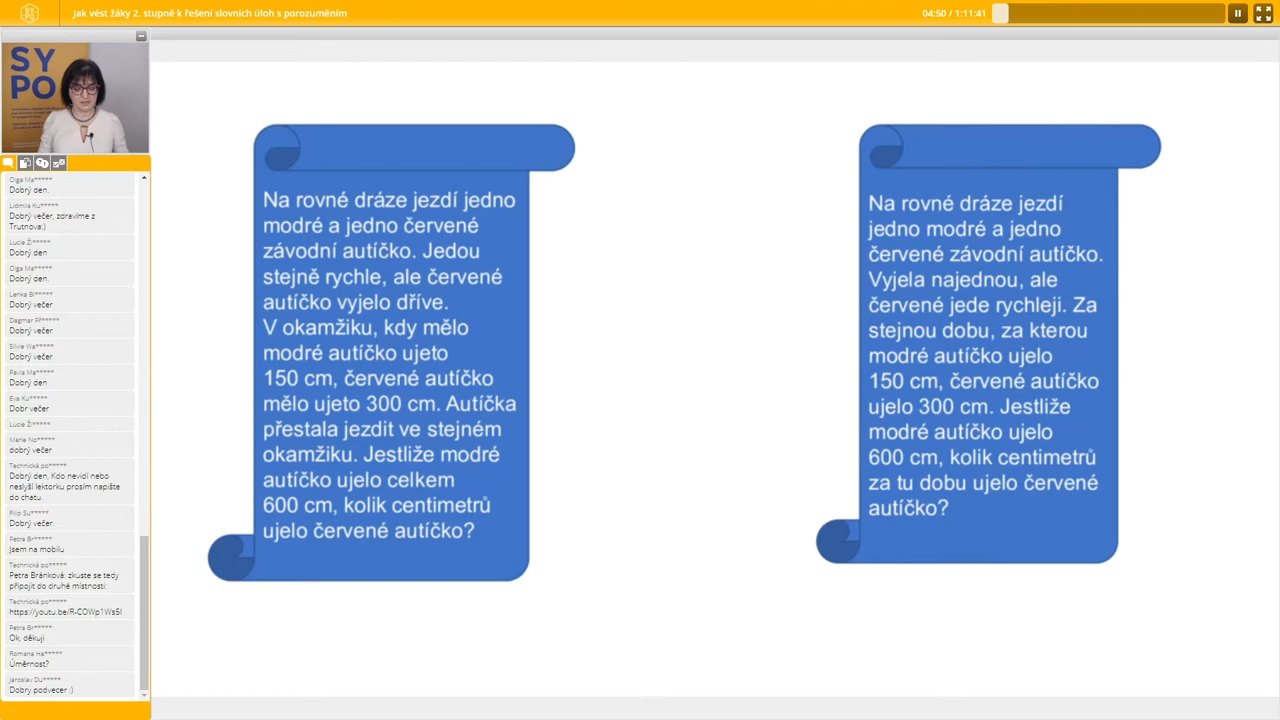 Jak vést žáky 2. stupně k řešení slovních úloh s porozuměním
04:50 / 1:11:41
SY
PO
Olga Ma*****
Dobrý den.
Lidmila Ku*****
Dobrý večer, zdravíme z
Trutnova:)
Lucie Ži*****
Dobrý den
Olga Ma*****
Dobrý den.
Lenka Bi*****
Dobrý večer
Dagmar Př*****
Dobrý večer
Silvie Wa*****
Dobrý večer
Pavla Ma*****
Dobrý den
Eva Ku*****
Dobr večer
Lucie Ži*****
Marie No*****
dobrý večer
Technická po*****
Dobrý den, Kdo nevidí nebo
neslyší lektorku prosím napište
do chatu.
Filip Su*****
Dobrý večer.
Petra Br*****
Jsem na mobilu
Technická po*****
Petra Bránková: zkuste se tedy
připojit do druhé místnosti:
Technická po*****
Petra Br*****
Ok, děkuji
Romana Ha*****
Úměrnost?
Jaroslav Du*****
Dobry podvecer :)
Na rovné dráze jezdí jedno
modré a jedno červené
závodní autíčko. Jedou
stejně rychle, ale červené
autíčko vyjelo dříve.
V okamžiku, kdy mělo
modré autíčko ujeto
150 cm, červené autíčko
mělo ujeto 300 cm. Autíčka
přestala jezdit ve stejném
okamžiku. Jestliže modré
autíčko ujelo celkem
600 cm, kolik centimetrů
ujelo červené autíčko?
Na rovné dráze jezdí
jedno modré a jedno
červené závodní autíčko.
Vyjela najednou, ale
červené jede rychleji. Za
stejnou dobu, za kterou
modré autíčko ujelo
150 cm, červené autíčko
ujelo 300 cm. Jestliže
modré autíčko ujelo
600 cm, kolik centimetrů
za tu dobu ujelo červené
autíčko?